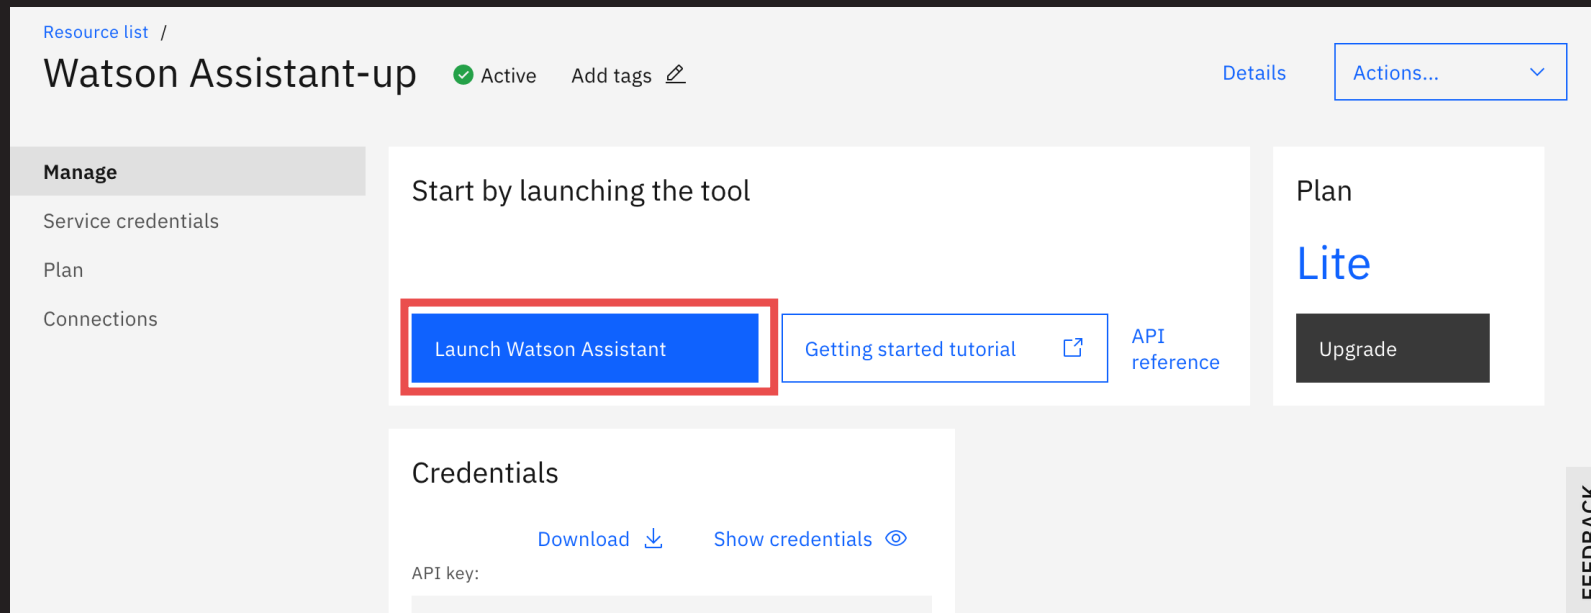 Resource list /
Watson Assistant-up
Active
Add tags
Details
Actions...
Manage
Service credentials
Plan
Connections
Start by launching the tool
Launch Watson Assistant
Getting started tutorial
API
reference
Plan
Lite
Upgrade
Credentials
Download
Show credentials
API key:
FEEDBACK